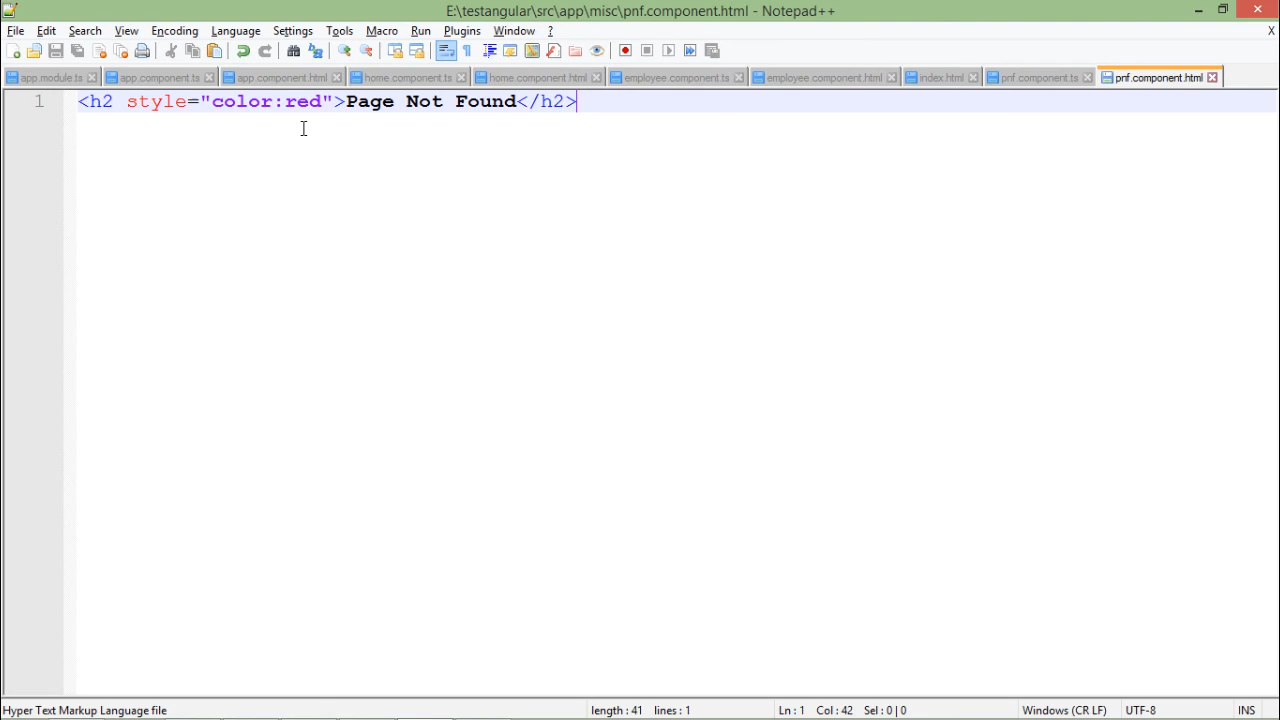 E:\testangular\src\app\misc\pnf.component.html - Notepad++
File Edit Search View Encoding Language Settings Tools Macro Run Plugins Window ? X
app.module.ts app.component.ts app.component.html home.component.ts home.component.html employee.component.ts employee.component.html index.html pnf.component.ts pnf.component.html
1 <h2 style="color:red">Page Not Found</h2>
Hyper Text Markup Language file length : 41 lines : 1 Ln : 1 Col : 42 Sel : 0 | 0 Windows (CR LF) UTF-8 INS